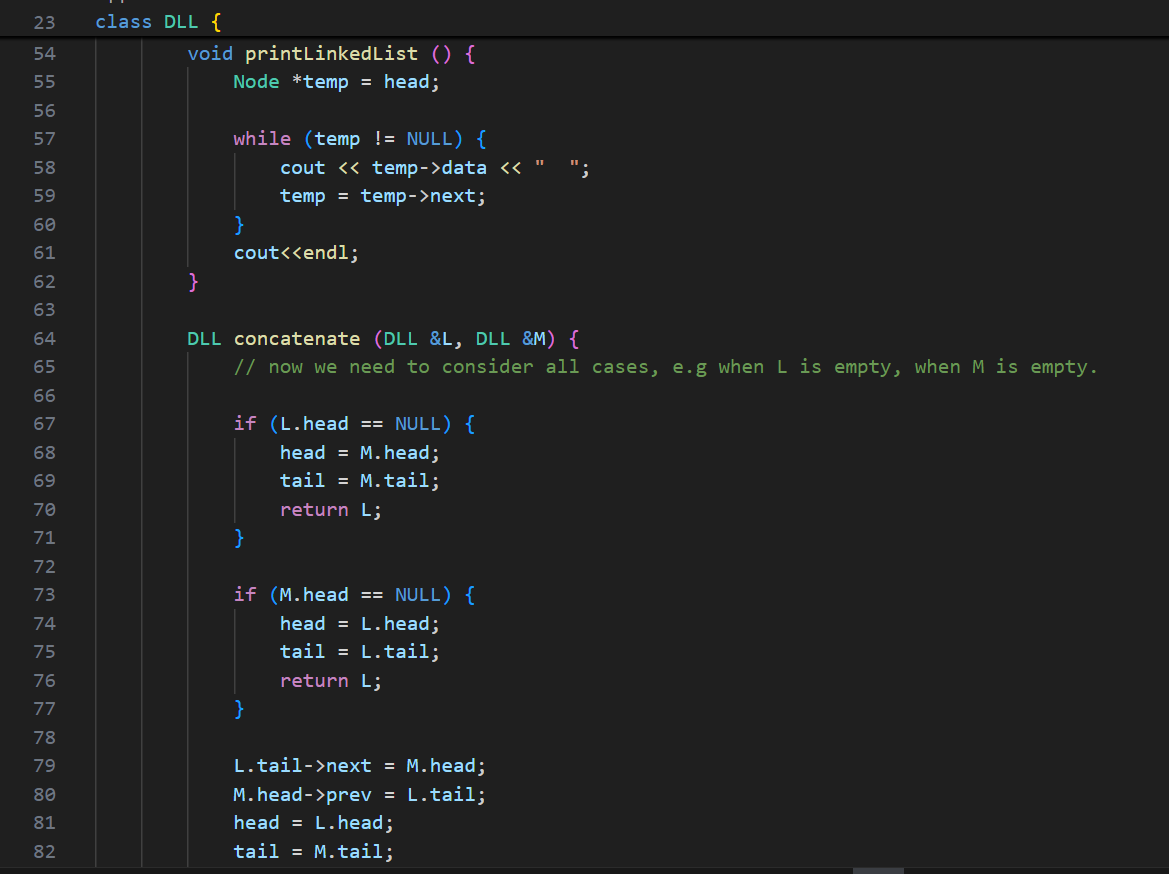 23 class DLL {
54 void printLinkedList () {
55 Node *temp = head;
56
57 while (temp != NULL) {
58 cout << temp->data << "  ";
59 temp = temp->next;
60 }
61 cout<<endl;
62 }
63
64 DLL concatenate (DLL &L, DLL &M) {
65 // now we need to consider all cases, e.g when L is empty, when M is empty.
66
67 if (L.head == NULL) {
68 head = M.head;
69 tail = M.tail;
70 return L;
71 }
72
73 if (M.head == NULL) {
74 head = L.head;
75 tail = L.tail;
76 return L;
77 }
78
79 L.tail->next = M.head;
80 M.head->prev = L.tail;
81 head = L.head;
82 tail = M.tail;